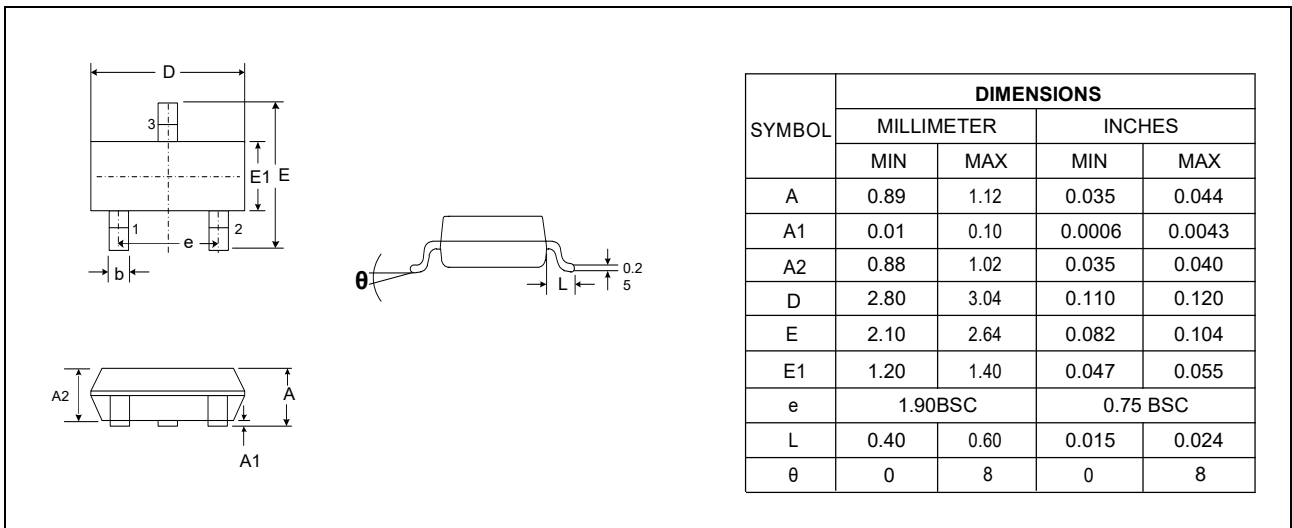 D
3
E1 E
1 2
e
b
θ
L
0.2
5
A2
A
A1
DIMENSIONS
SYMBOL MILLIMETER INCHES
MIN MAX MIN MAX
A 0.89 1.12 0.035 0.044
A1 0.01 0.10 0.0006 0.0043
A2 0.88 1.02 0.035 0.040
D 2.80 3.04 0.110 0.120
E 2.10 2.64 0.082 0.104
E1 1.20 1.40 0.047 0.055
e 1.90BSC 0.75 BSC
L 0.40 0.60 0.015 0.024
θ 0 8 0 8